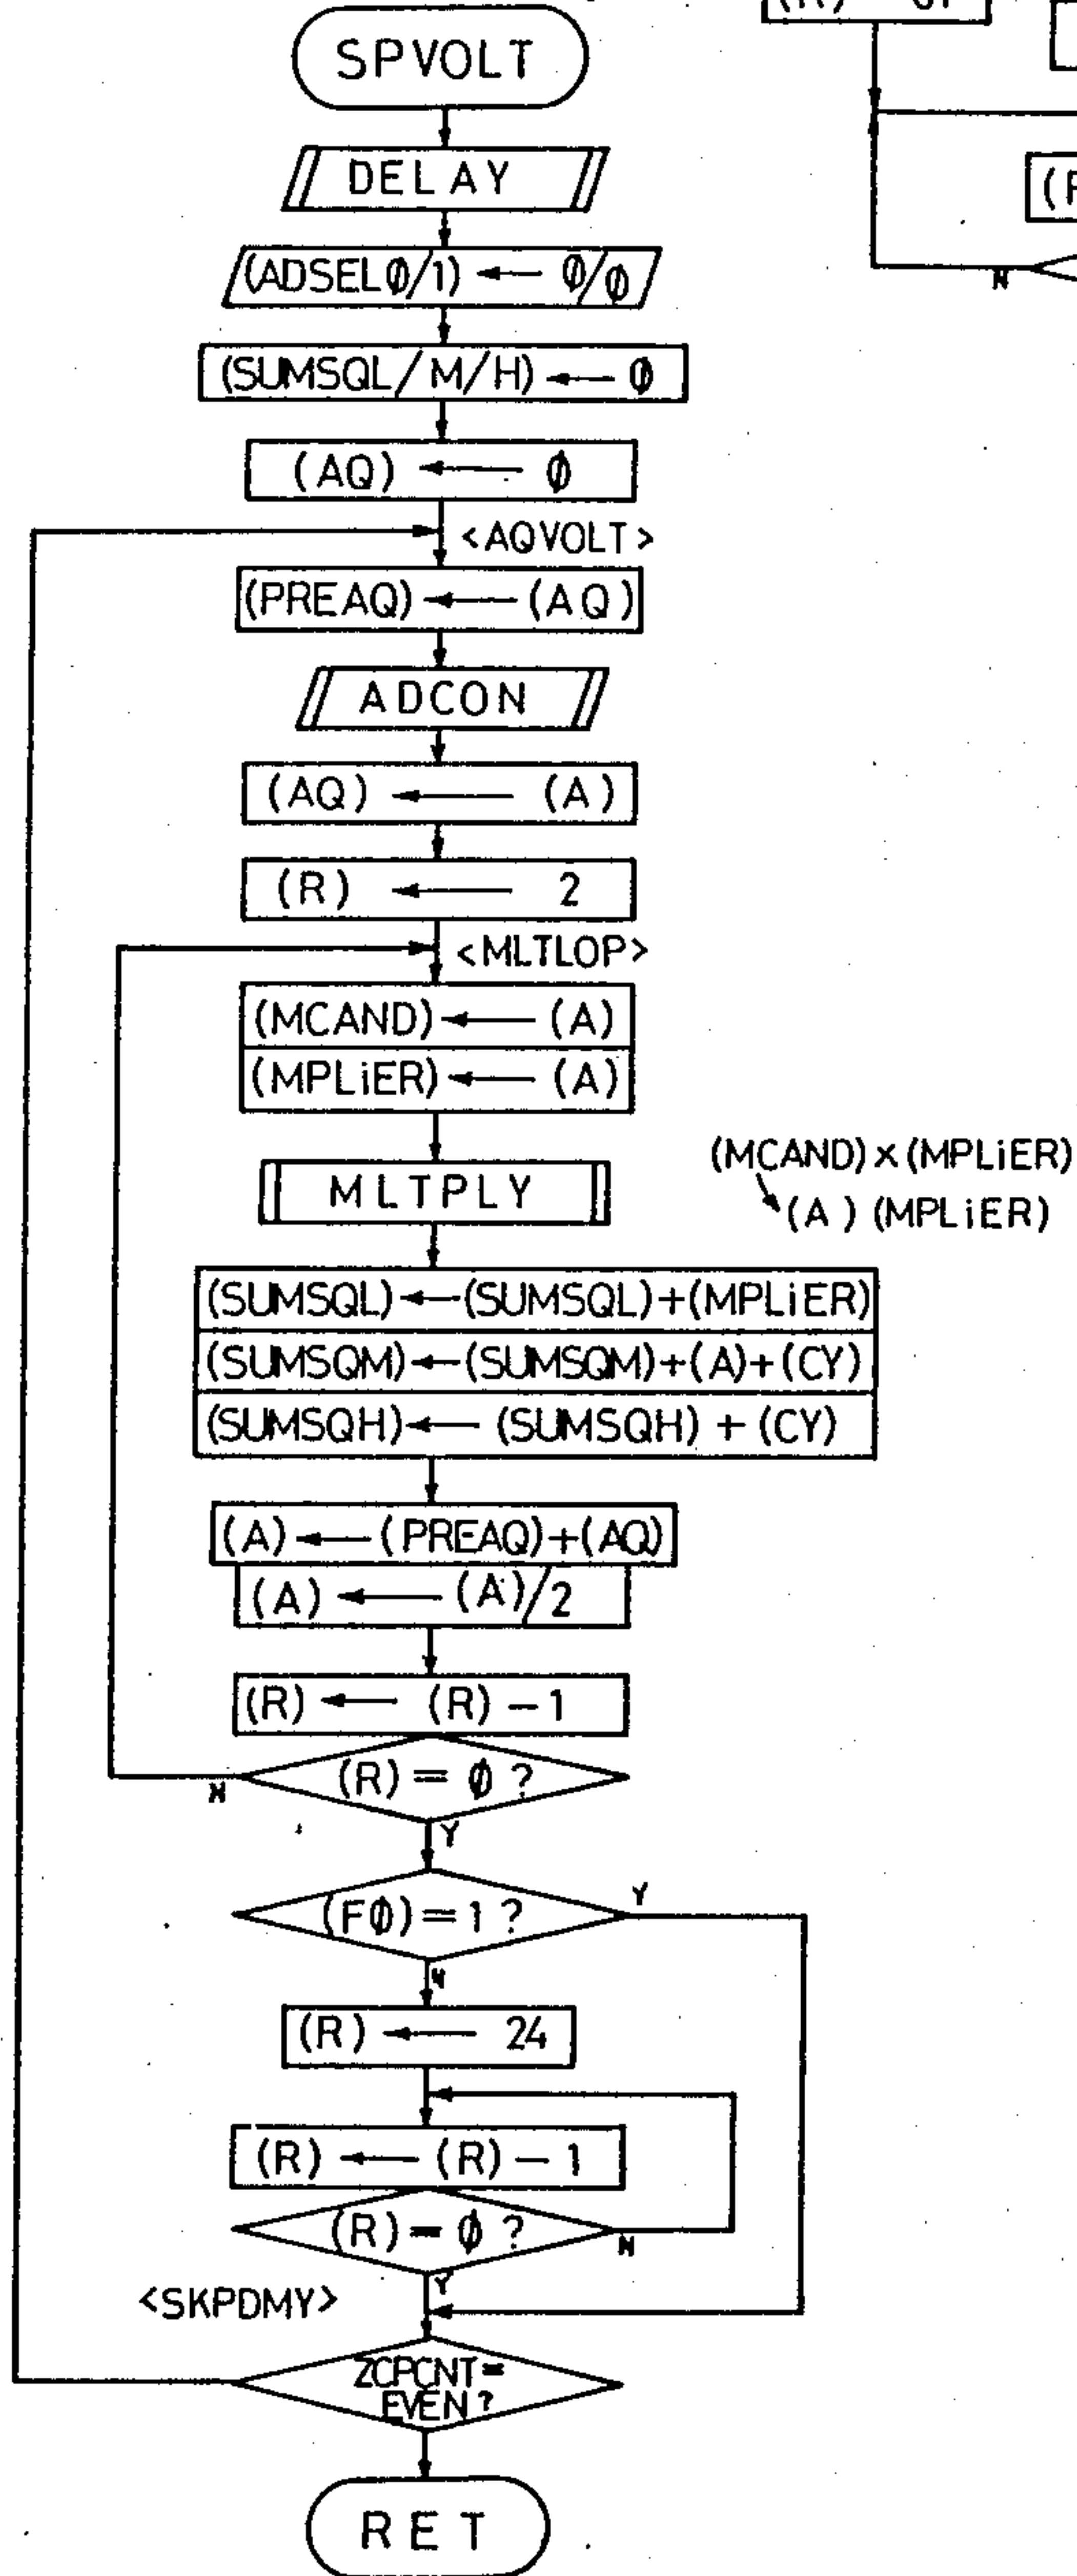 SPVOLT
DELAY
(ADSELφ/1) ← φ/φ
(SUMSQL/M/H) ← φ
(AQ) ← φ
<AQVOLT>
(PREAQ) ← (AQ)
ADCON
(AQ) ← (A)
(R) ← 2
<MLTLOP>
(MCAND) ← (A)
(MPLiER) ← (A)
MLTPLY
(MCAND)×(MPLiER)
(A) (MPLiER)
(SUMSQL)←(SUMSQL)+(MPLiER)
(SUMSQM)←(SUMSQM)+(A)+(CY)
(SUMSQH)← (SUMSQH) + (CY)
(A) ← (PREAQ)+(AQ)
(A) ← (A)/2
(R) ← (R) − 1
(R) = φ ?
N
Y
(Fφ) = 1 ?
Y
N
(R) ← 24
(R) ← (R) − 1
(R) = φ ?
N
Y
<SKPDMY>
ZCPCNT=
EVEN?
RET
N